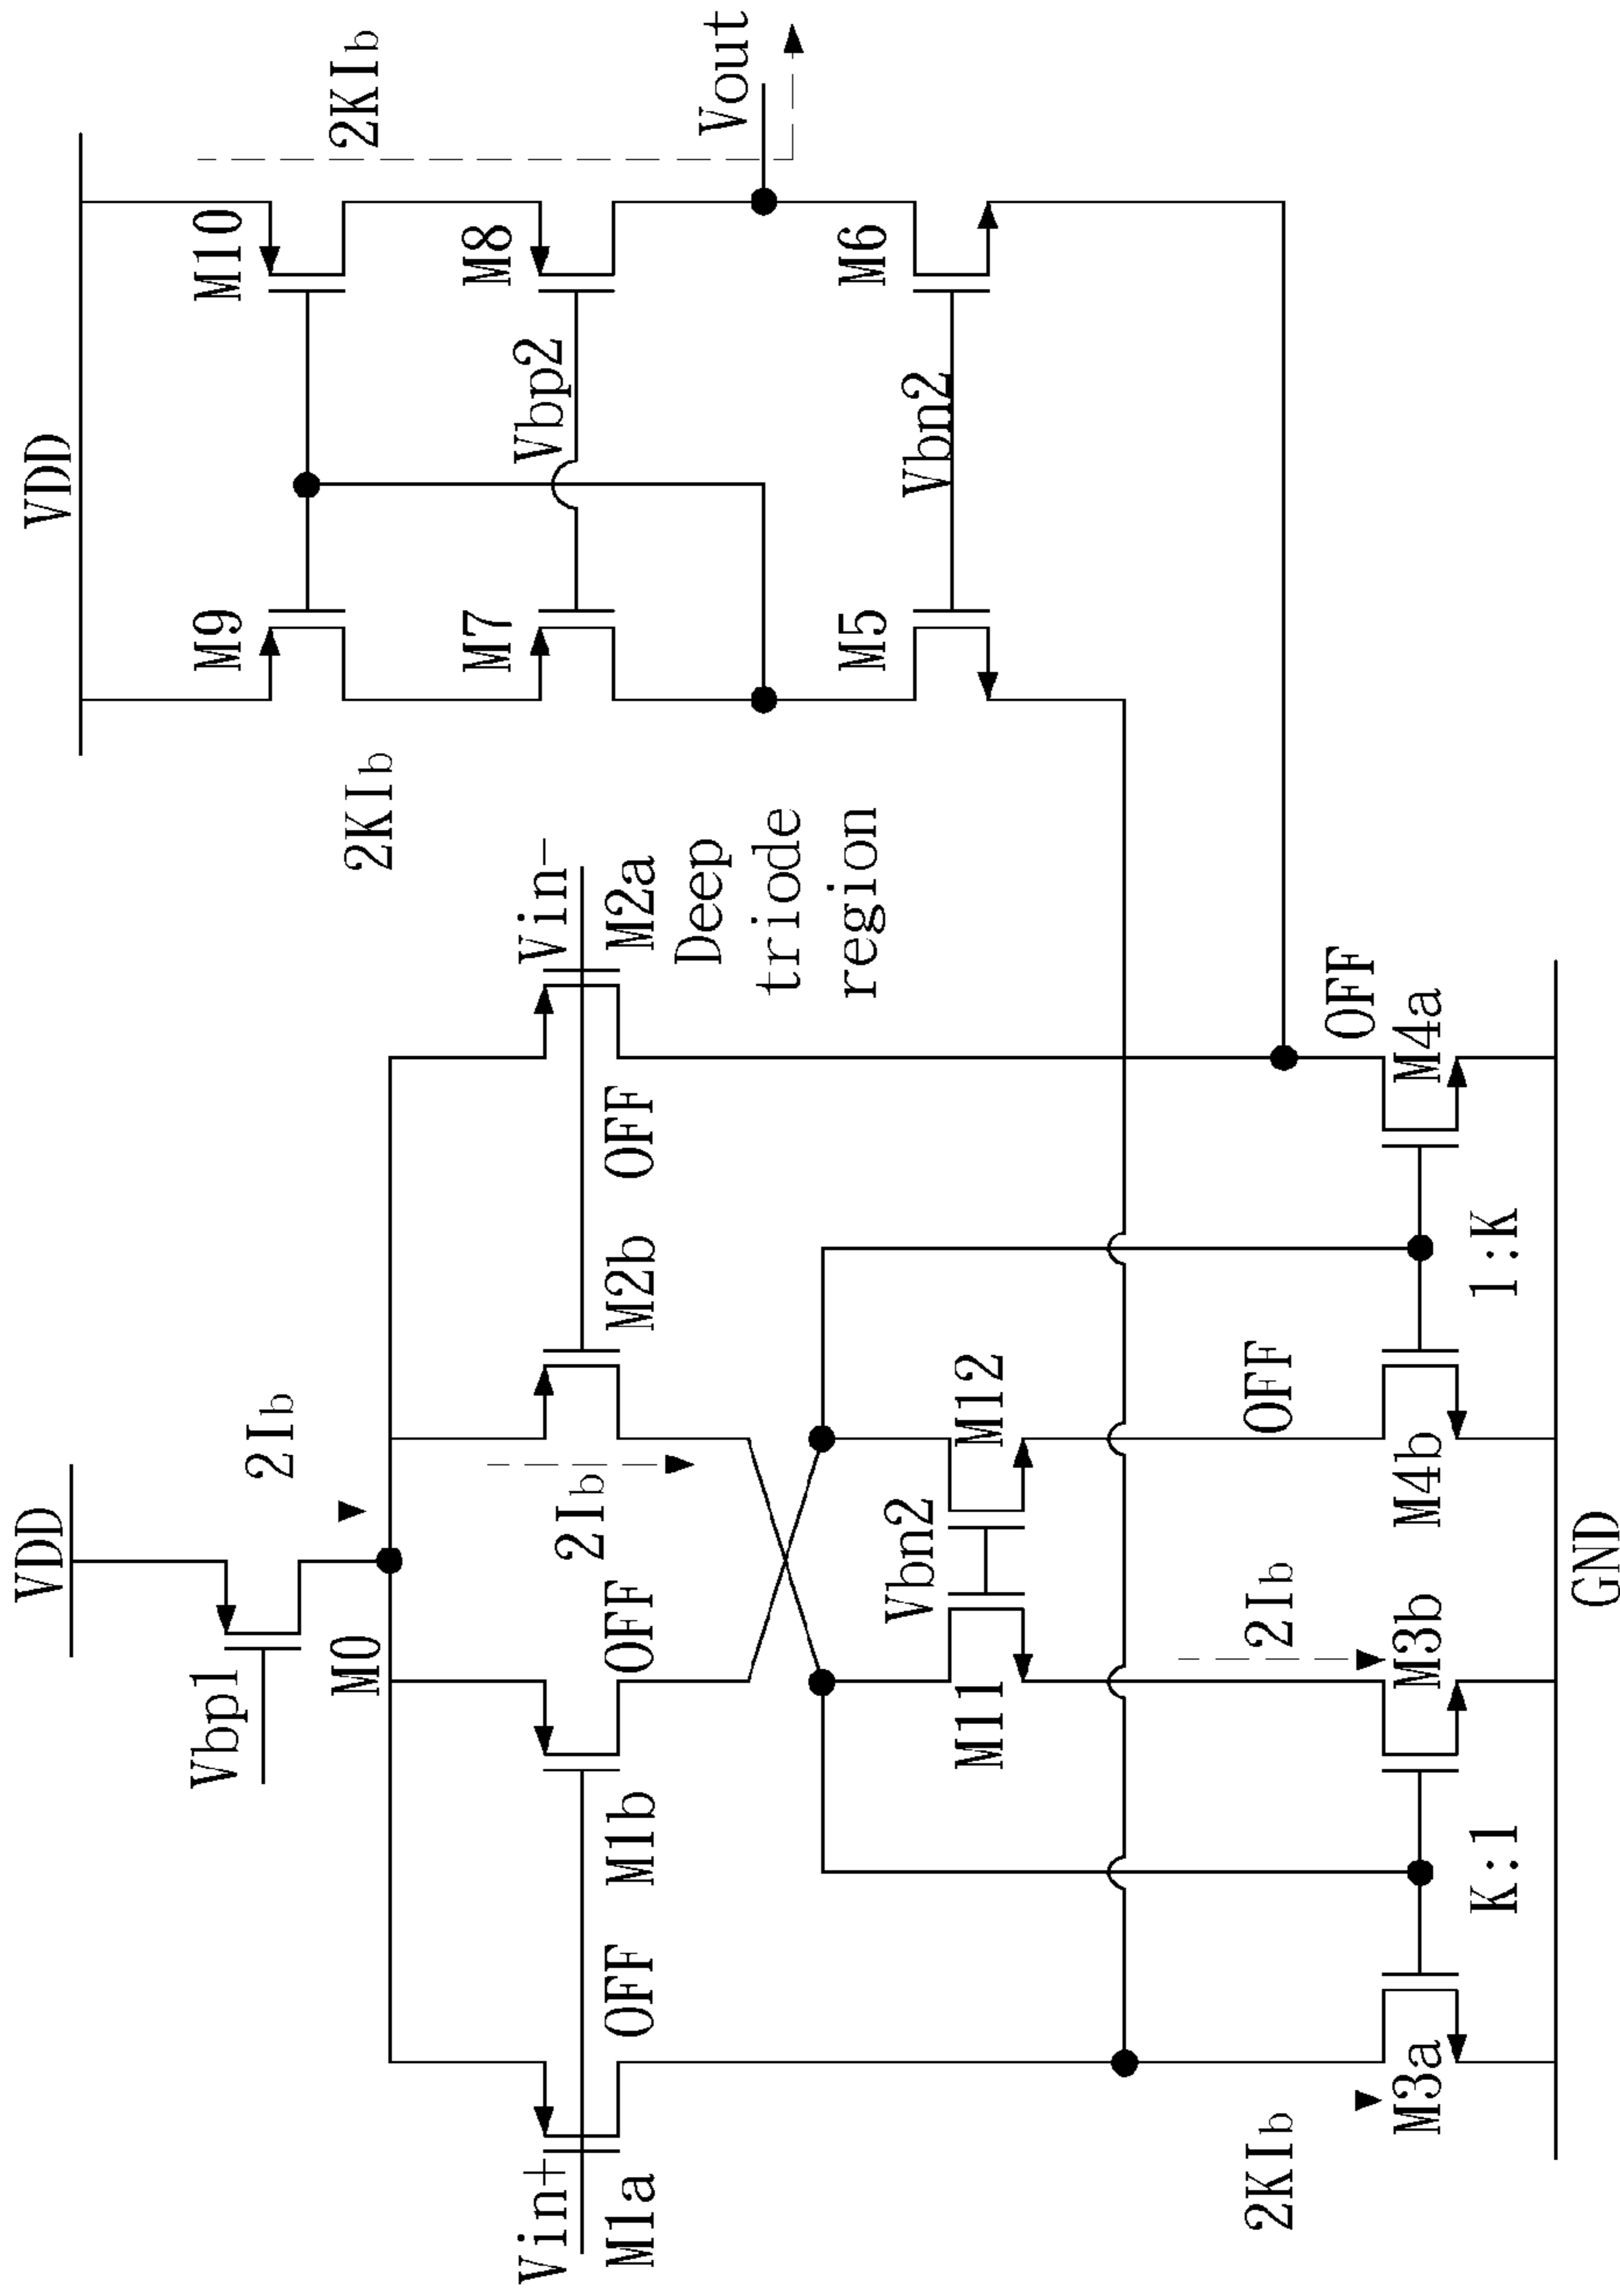 VDD
VDD
Vbp1
M0
2Ib
M9
M10
2KIb
2KIb
M7
M8
Vbp2
Vout
Vin+
M1a
OFF
M1b
OFF
2Ib
M2b
OFF
Vin-
M2a
Deep
triode
region
M5
M6
Vbn2
M11
Vbn2
M12
2KIb
M3a
K:1
M3b
2Ib
M4b
OFF
1:K
M4a
OFF
GND